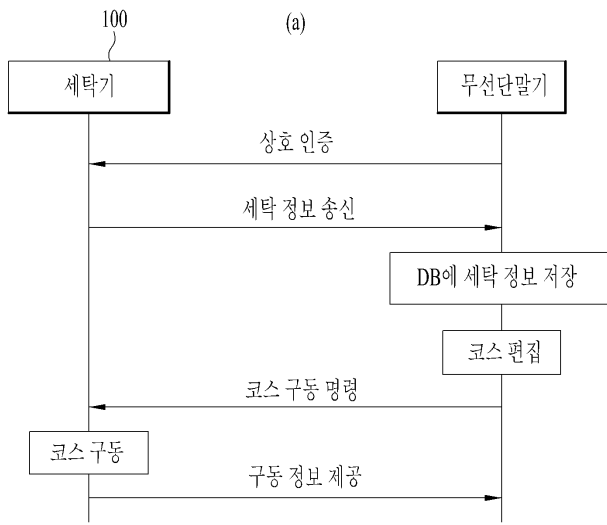 100
(a)
세탁기
무선단말기
상호 인증
세탁 정보 송신
DB에 세탁 정보 저장
코스 편집
코스 구동 명령
코스 구동
구동 정보 제공